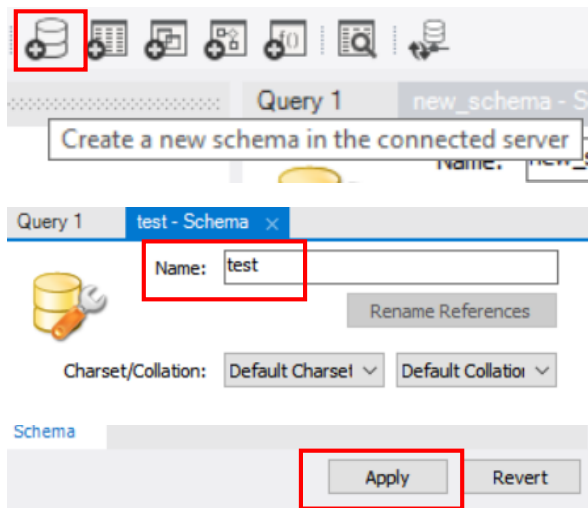 f()
Query 1 new_schema - S
Create a new schema in the connected server
Name: new_s
Query 1 test - Schema ×
Name: test
Rename References
Charset/Collation: Default Charset Default Collation
Schema
Apply Revert